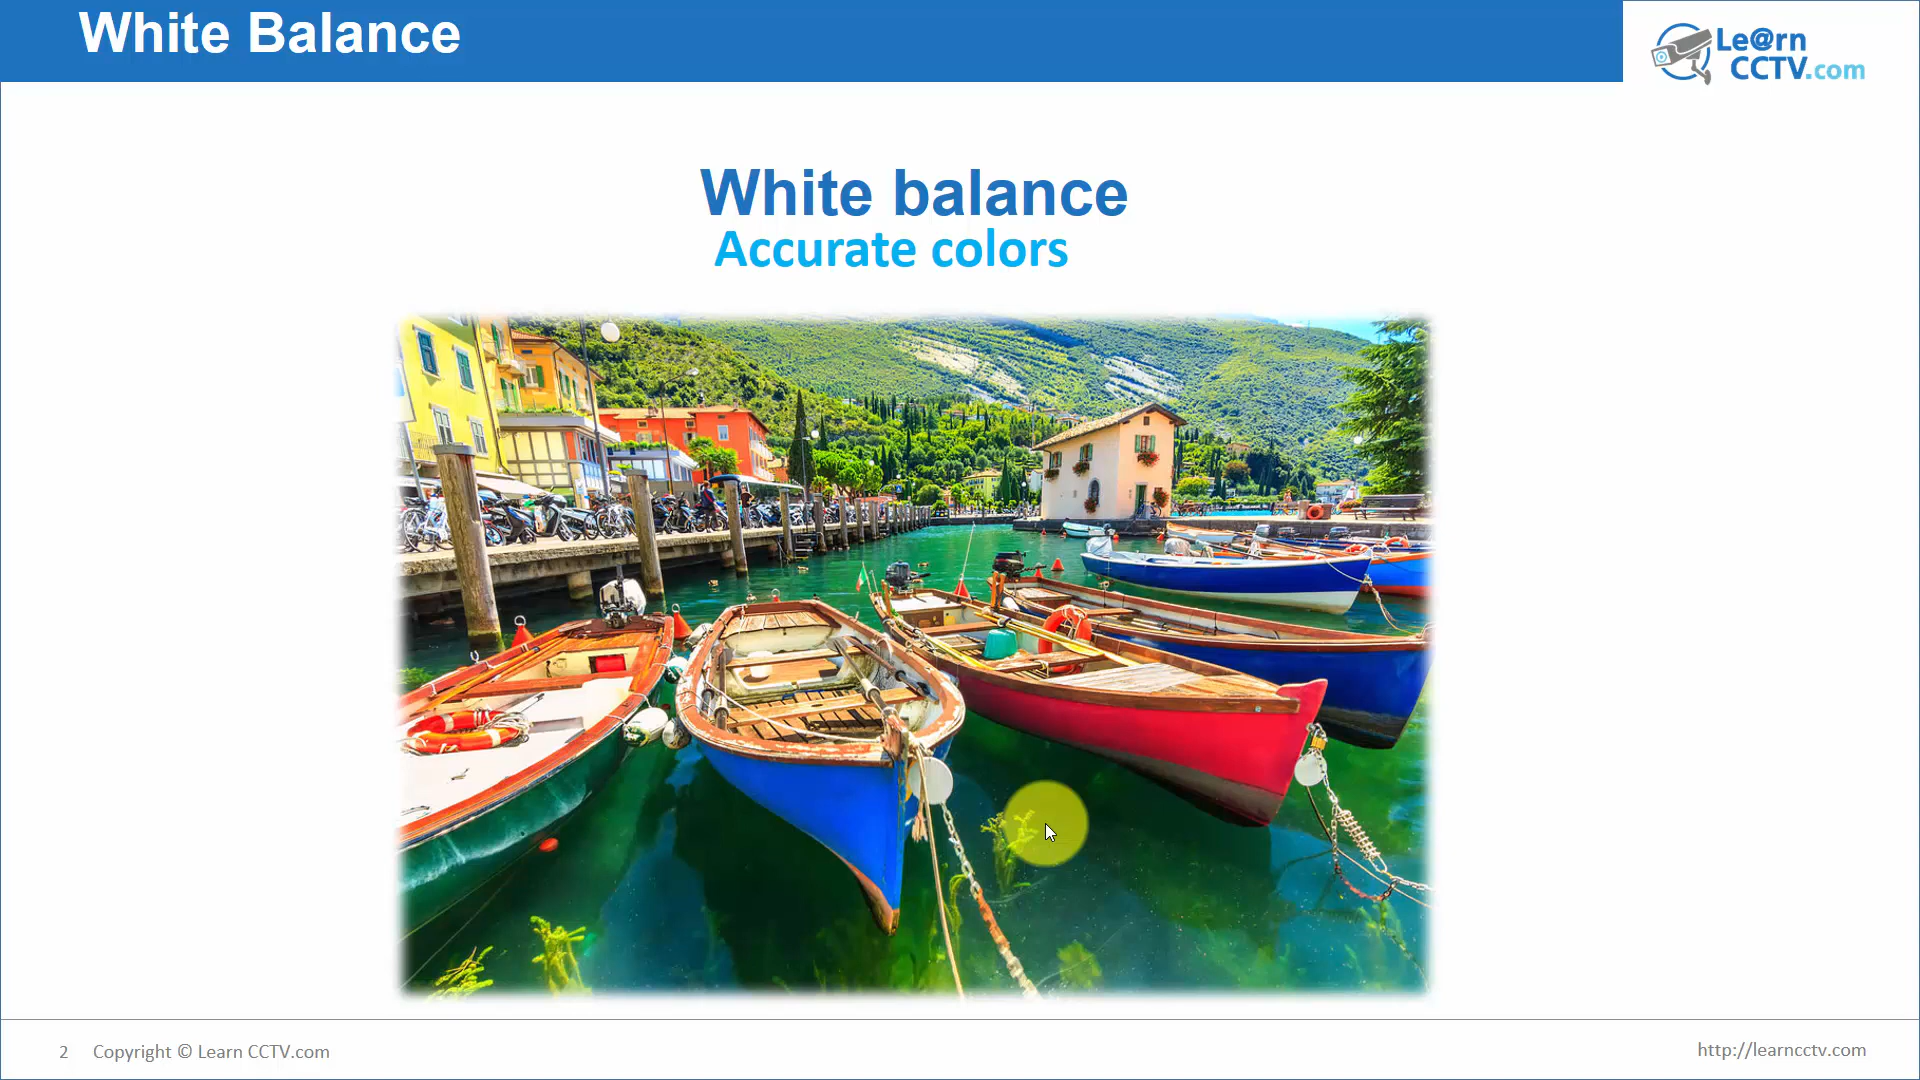 White Balance
Le@rn
CCTV.com
White balance
Accurate colors
2 Copyright © Learn CCTV.com
http://learncctv.com